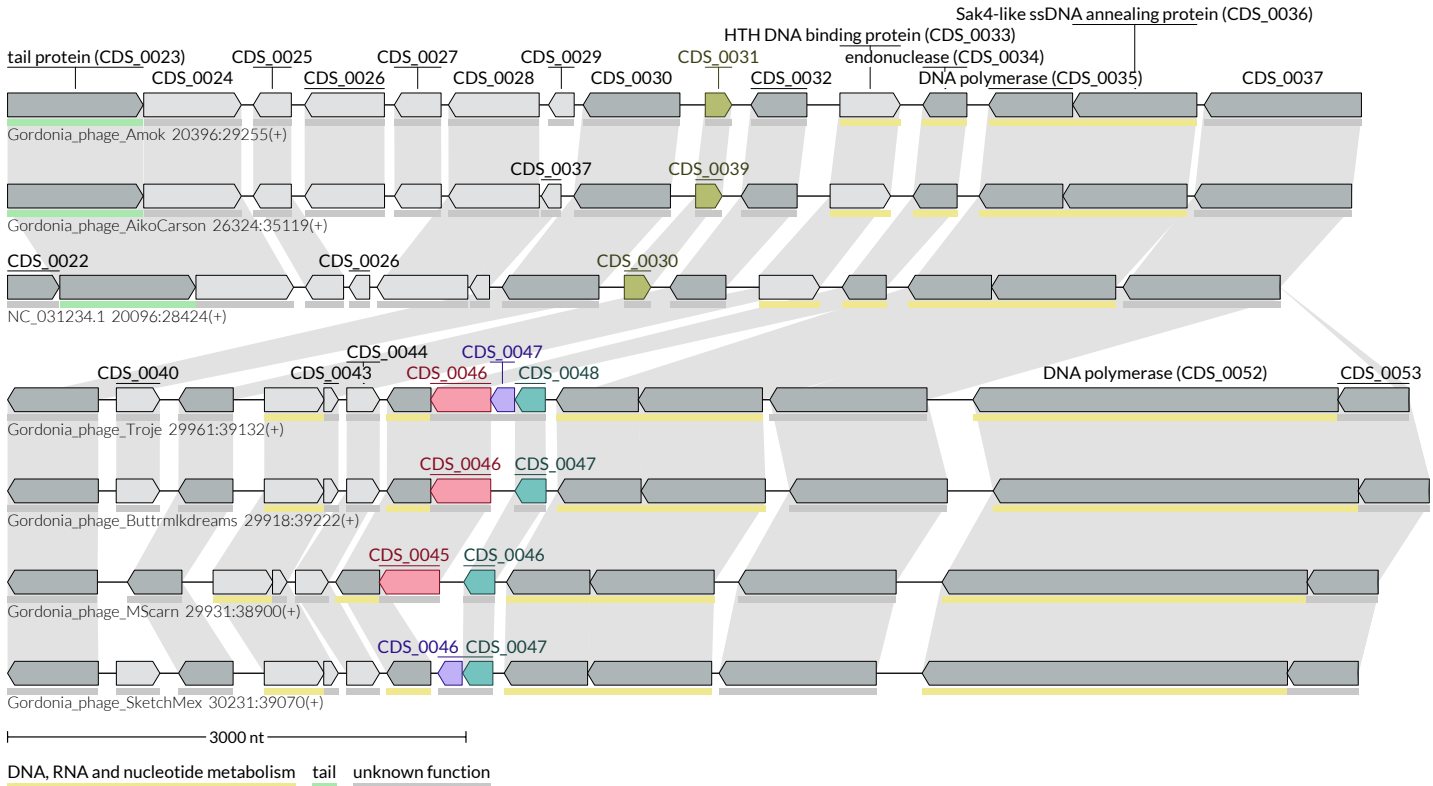 Sak4-like ssDNA annealing protein (CDS_0036)
HTH DNA binding protein (CDS_0033)
tail protein (CDS_0023) CDS_0025 CDS_0027 CDS_0029 CDS_0031 endonuclease (CDS_0034)
CDS_0024 CDS_0026 CDS_0028 CDS_0030 CDS_0032 DNA polymerase (CDS_0035) CDS_0037
Gordonia_phage_Amok 20396:29255(+)
CDS_0037 CDS_0039
Gordonia_phage_AikoCarson 26324:35119(+)
CDS_0022 CDS_0026 CDS_0030
NC_031234.1 20096:28424(+)
CDS_0044 CDS_0047
CDS_0040 CDS_0043 CDS_0046 CDS_0048 DNA polymerase (CDS_0052) CDS_0053
Gordonia_phage_Troje 29961:39132(+)
CDS_0046 CDS_0047
Gordonia_phage_Buttrmlkdreams 29918:39222(+)
CDS_0045 CDS_0046
Gordonia_phage_MScarn 29931:38900(+)
CDS_0046 CDS_0047
Gordonia_phage_SketchMex 30231:39070(+)
3000 nt
DNA, RNA and nucleotide metabolism tail unknown function